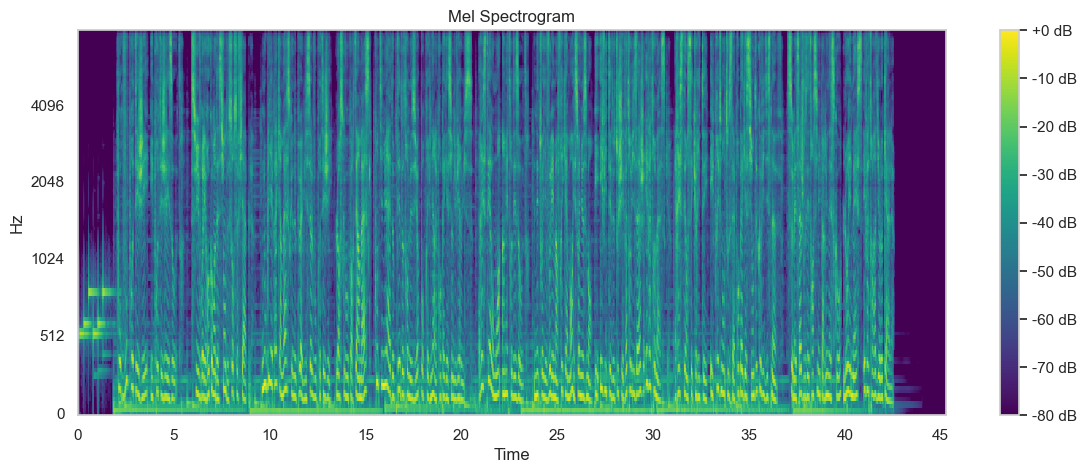 Mel Spectrogram
+0 dB
4096
-10 dB
-20 dB
2048
-30 dB
Hz
-40 dB
1024
-50 dB
512
-60 dB
-70 dB
0
-80 dB
0 5 10 15 20 25 30 35 40 45
Time